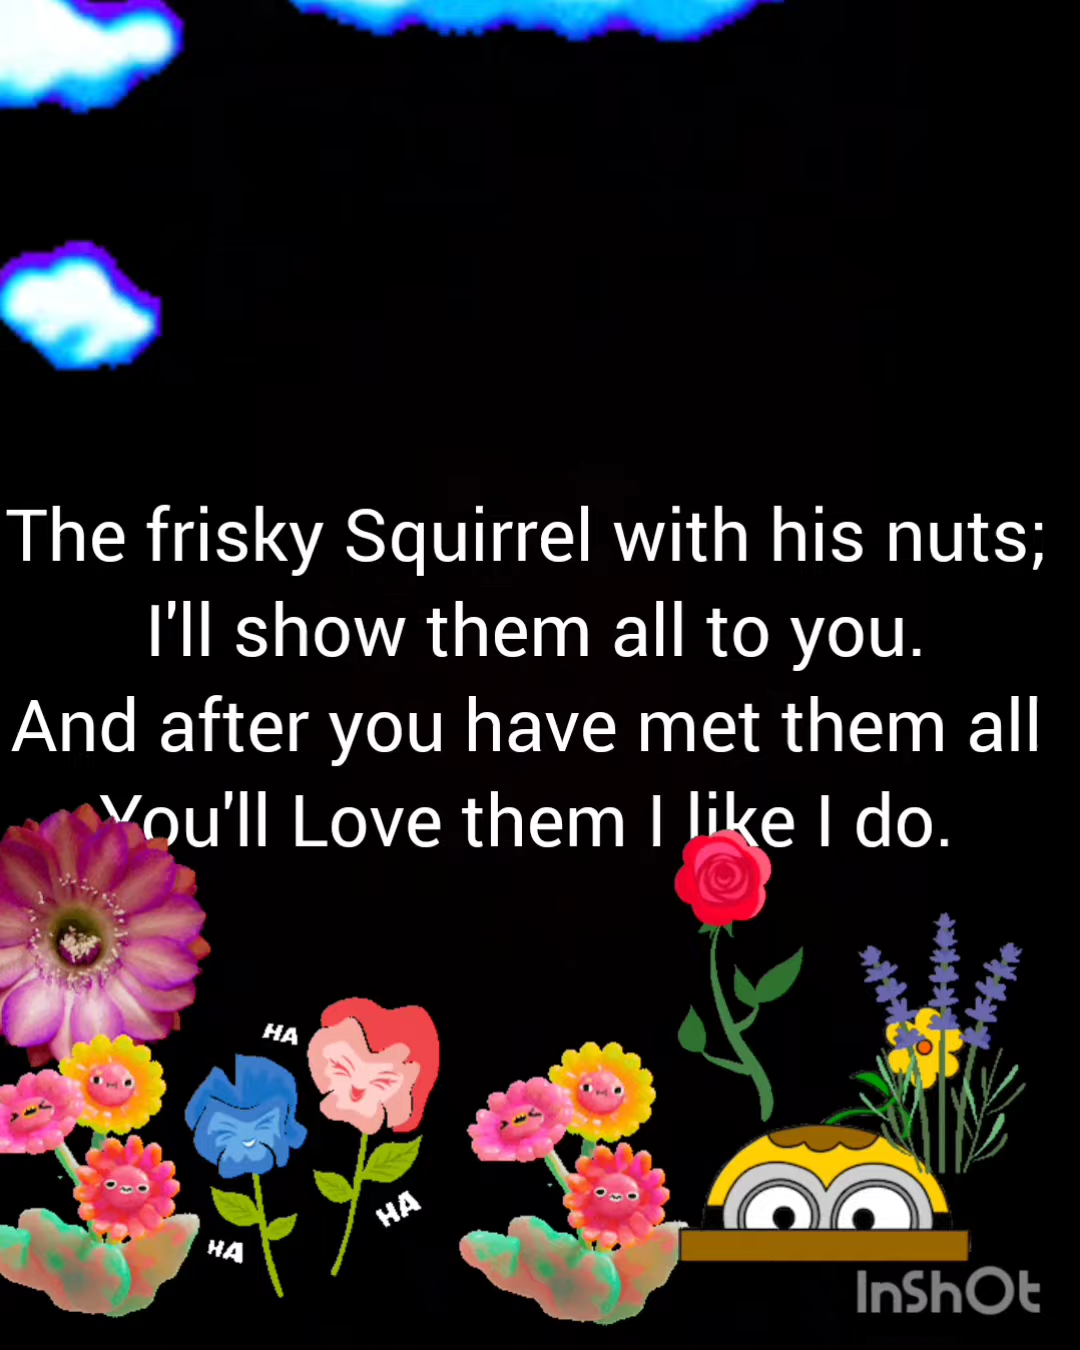 The frisky Squirrel with his nuts;
I'll show them all to you.
And after you have met them all
You'll Love them I like I do.
HA
HA
HA
InShOt